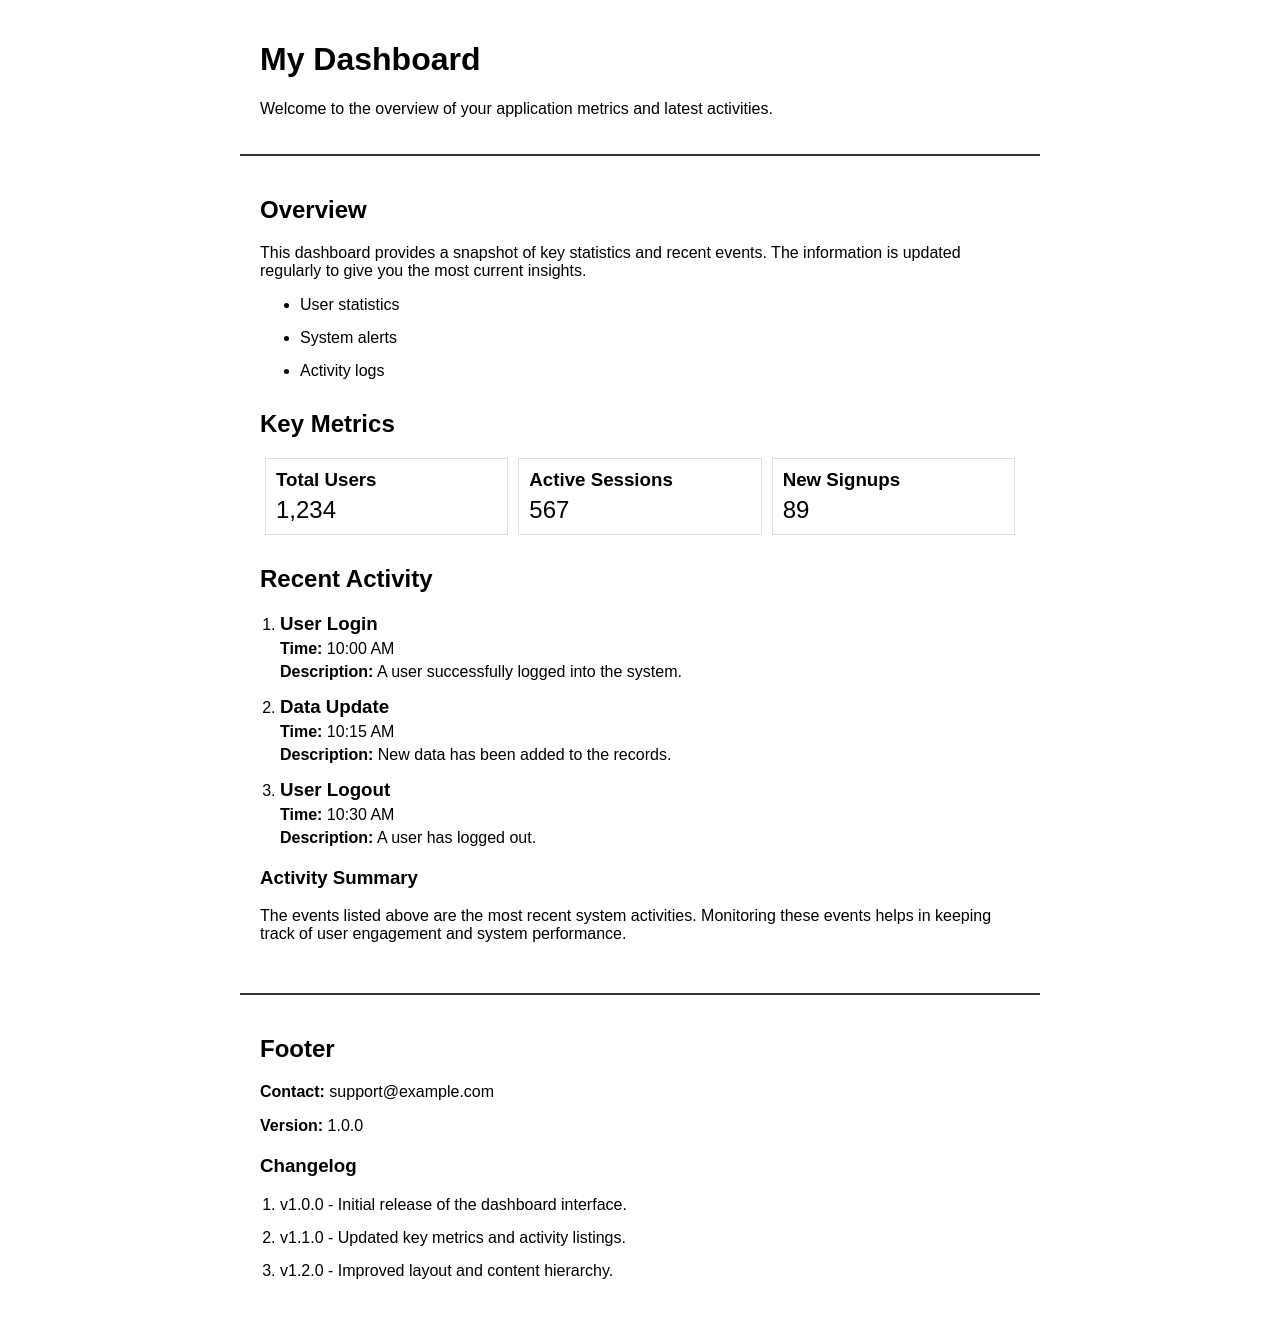 My Dashboard
Welcome to the overview of your application metrics and latest activities.
Overview
This dashboard provides a snapshot of key statistics and recent events. The information is updated
regularly to give you the most current insights.
• User statistics
• System alerts
• Activity logs
Key Metrics
Total Users
1,234
Active Sessions
567
New Signups
89
Recent Activity
1. User Login
Time: 10:00 AM
Description: A user successfully logged into the system.
2. Data Update
Time: 10:15 AM
Description: New data has been added to the records.
3. User Logout
Time: 10:30 AM
Description: A user has logged out.
Activity Summary
The events listed above are the most recent system activities. Monitoring these events helps in keeping
track of user engagement and system performance.
Footer
Contact: support@example.com
Version: 1.0.0
Changelog
1. v1.0.0 - Initial release of the dashboard interface.
2. v1.1.0 - Updated key metrics and activity listings.
3. v1.2.0 - Improved layout and content hierarchy.